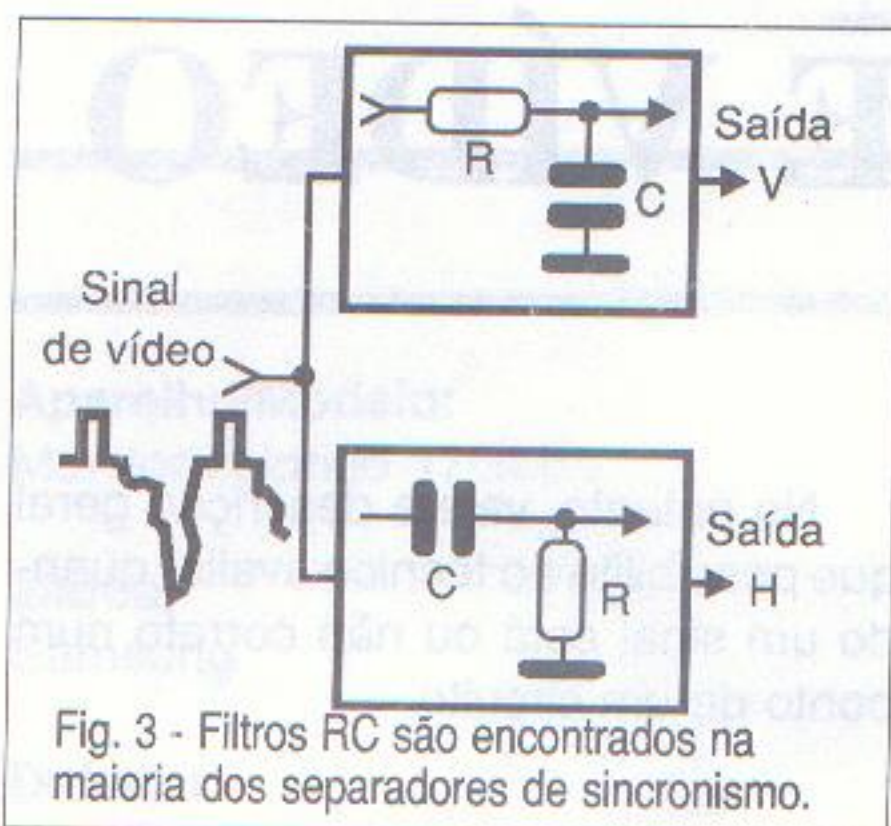 Sinal
de vídeo
R
C
Saída
V
C
R
Saída
H
Fig. 3 - Filtros RC são encontrados na
maioria dos separadores de sincronismo.